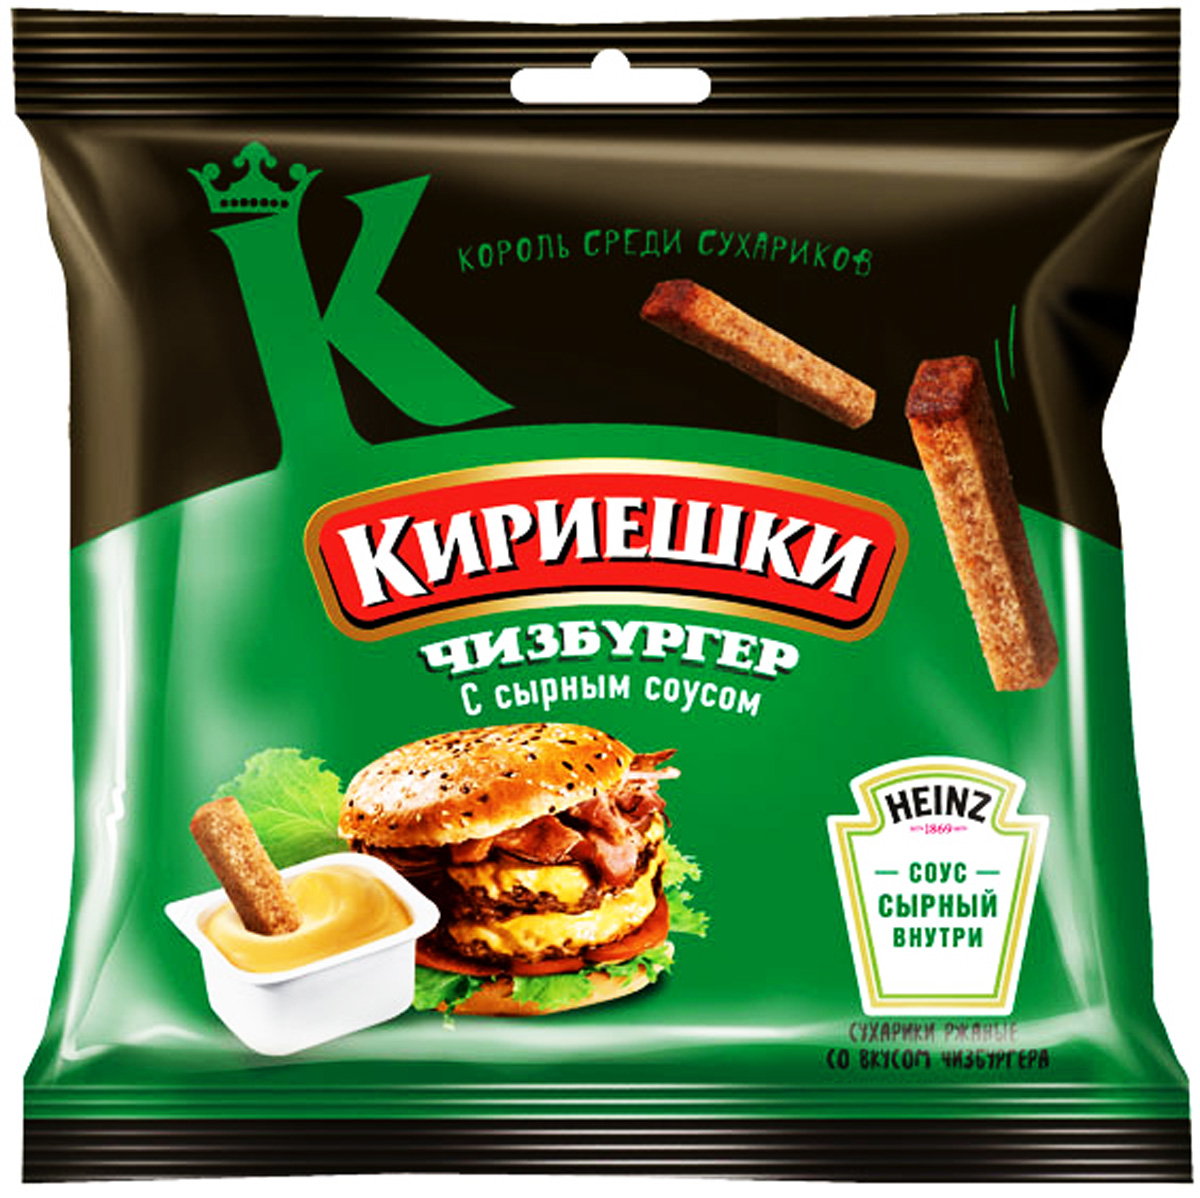 К
КОРОЛЬ СРЕДИ СУХАРИКОВ
КИРИЕШКИ
ЧИЗБУРГЕР
С сырным соусом
HEINZ
1869
СОУС
СЫРНЫЙ
ВНУТРИ
СУХАРИКИ РЖАНЫЕ
СО ВКУСОМ ЧИЗБУРГЕРА